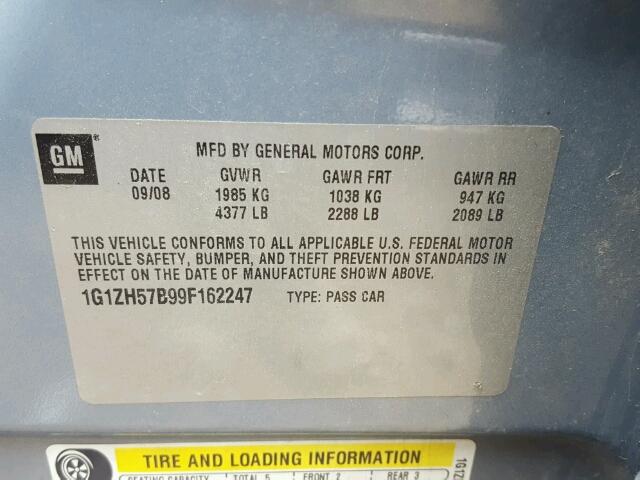 GM
MFD BY GENERAL MOTORS CORP.
DATE GVWR GAWR FRT GAWR RR
09/08 1985 KG 1038 KG 947 KG
4377 LB 2288 LB 2089 LB
THIS VEHICLE CONFORMS TO ALL APPLICABLE U.S. FEDERAL MOTOR
VEHICLE SAFETY, BUMPER, AND THEFT PREVENTION STANDARDS IN
EFFECT ON THE DATE OF MANUFACTURE SHOWN ABOVE.
1G1ZH57B99F162247 TYPE: PASS CAR
TIRE AND LOADING INFORMATION
SEATING CAPACITY TOTAL 5 FRONT 2 REAR 3
1G1Z